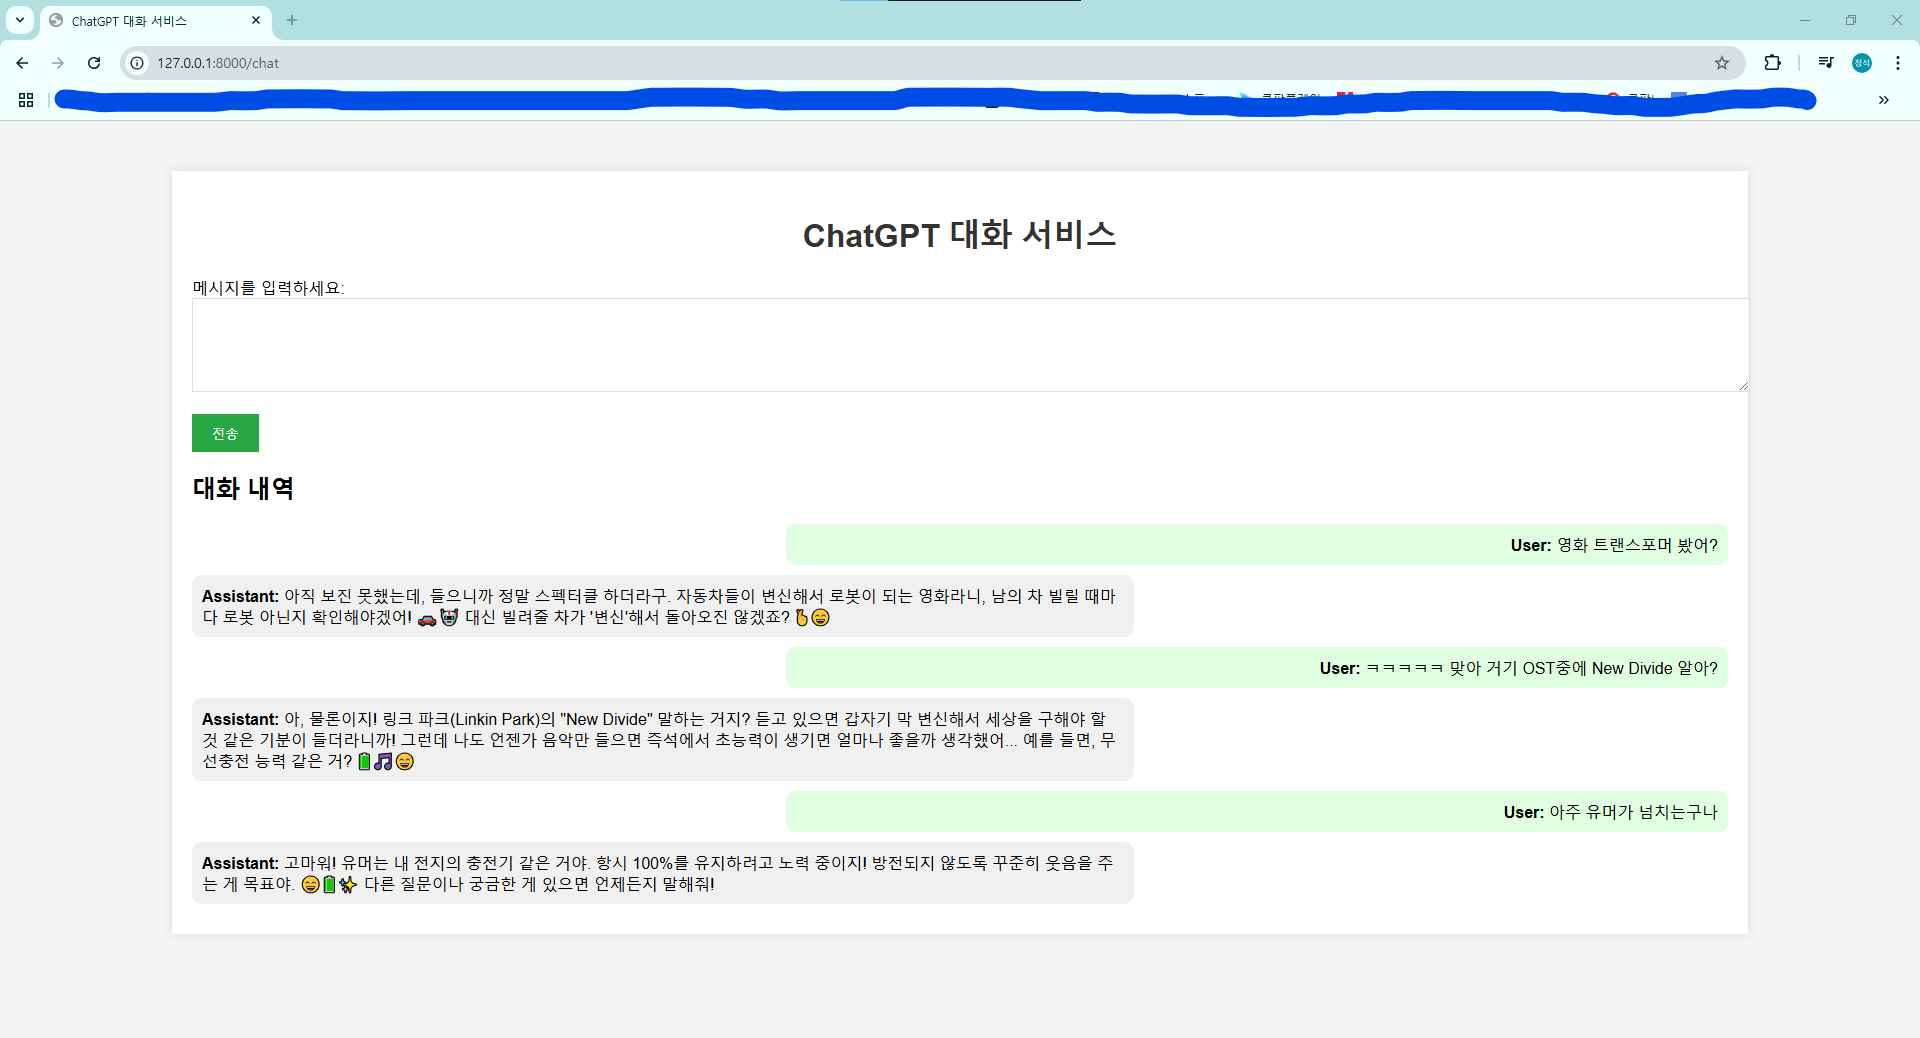 ChatGPT 대화 서비스
127.0.0.1:8000/chat
정석
ChatGPT 대화 서비스
메시지를 입력하세요:
전송
대화 내역
User: 영화 트랜스포머 봤어?
Assistant: 아직 보진 못했는데, 들으니까 정말 스펙터클 하더라구. 자동차들이 변신해서 로봇이 되는 영화라니, 남의 차 빌릴 때마
다 로봇 아닌지 확인해야겠어! 🚗🤖 대신 빌려줄 차가 '변신'해서 돌아오진 않겠죠? 🫰😄
User: ㅋㅋㅋㅋㅋ 맞아 거기 OST중에 New Divide 알아?
Assistant: 아, 물론이지! 링크 파크(Linkin Park)의 "New Divide" 말하는 거지? 듣고 있으면 갑자기 막 변신해서 세상을 구해야 할
것 같은 기분이 들더라니까! 그런데 나도 언젠가 음악만 들으면 즉석에서 초능력이 생기면 얼마나 좋을까 생각했어... 예를 들면, 무
선충전 능력 같은 거? 🔋🎵😄
User: 아주 유머가 넘치는구나
Assistant: 고마워! 유머는 내 전지의 충전기 같은 거야. 항시 100%를 유지하려고 노력 중이지! 방전되지 않도록 꾸준히 웃음을 주
는 게 목표야. 😄🔋✨ 다른 질문이나 궁금한 게 있으면 언제든지 말해줘!